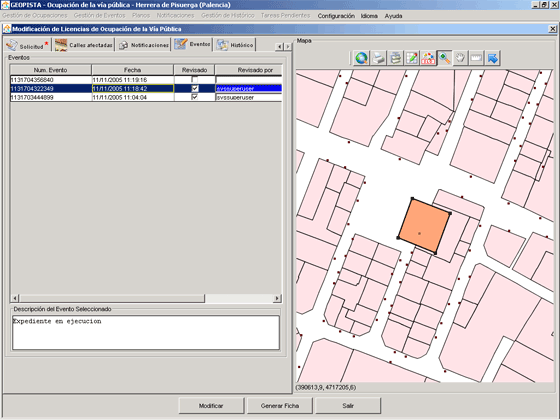 GEOPISTA - Ocupación de la vía pública - Herrera de Pisuerga (Palencia)
Gestión de Ocupaciones Gestión de Eventos Planos Gestión de Histórico Tareas Pendientes Configuración Idioma Ayuda
Modificación de Licencias de Ocupación de la Vía Pública
Solicitud * Calles afectadas Notificaciones Eventos Histórico
Mapa
Eventos
Num. Evento Fecha Revisado Revisado por
1131704356840 11/11/2005 11:19:16
1131704322349 11/11/2005 11:18:42 svssuperuser
1131703444899 11/11/2005 11:04:04 svssuperuser
Descripción del Evento Seleccionado
Expediente en ejecucion
(390613,9, 4717205,6)
Modificar Generar Ficha Salir